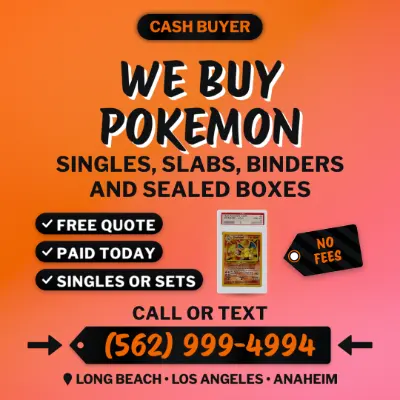 CASH BUYER
WE BUY
POKEMON
SINGLES, SLABS, BINDERS
AND SEALED BOXES
FREE QUOTE
PAID TODAY
SINGLES OR SETS
NO
FEES
CALL OR TEXT
(562) 999-4994
LONG BEACH • LOS ANGELES • ANAHEIM